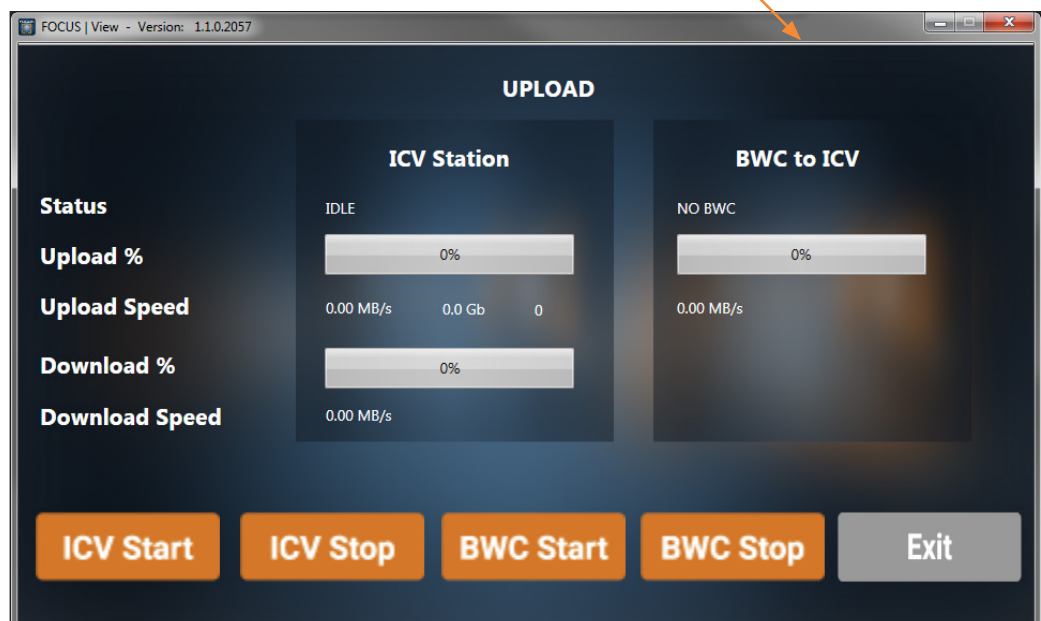 FOCUS | View - Version: 1.1.0.2057
UPLOAD
ICV Station
BWC to ICV
Status
IDLE
NO BWC
Upload %
0%
0%
Upload Speed
0.00 MB/s
0.0 Gb
0
0.00 MB/s
Download %
0%
Download Speed
0.00 MB/s
ICV Start
ICV Stop
BWC Start
BWC Stop
Exit